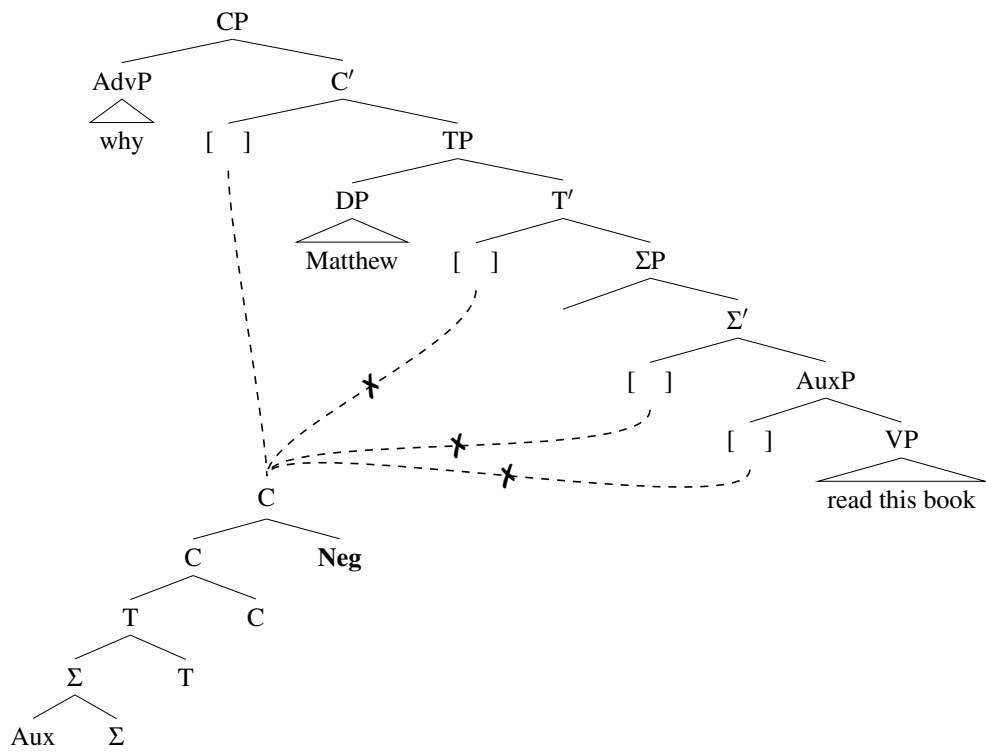 CP
AdvP C′
why [ ] TP
DP T′
Matthew [ ] ΣP
Σ′
[ ] AuxP
[ ] VP
read this book
C
C Neg
T C
Σ T
Aux Σ